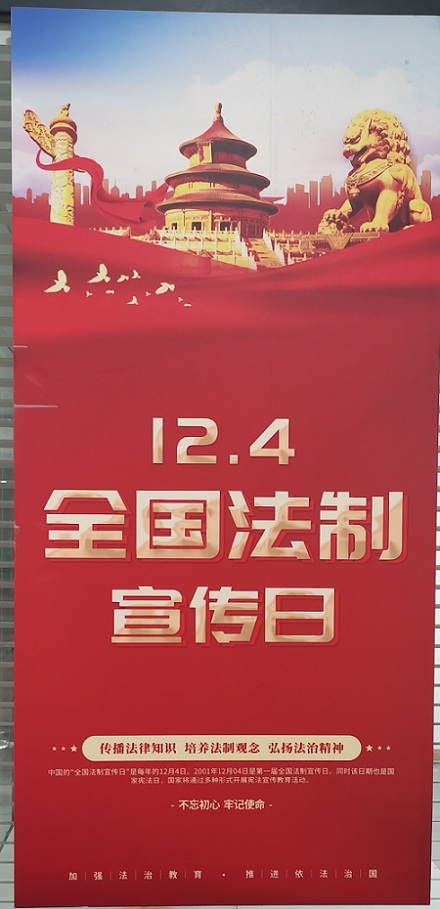 12.4
全国法制
宣传日
传播法律知识 培养法制观念 弘扬法治精神
中国的"全国法制宣传日"是每年的12月4日。2001年12月04日是第一届全国法制宣传日。同时该日期也是国
家宪法日，国家将通过多种形式开展宪法宣传教育活动。
- 不忘初心 牢记使命 -
加｜强｜法｜治｜教｜育｜·｜推｜进｜依｜法｜治｜国